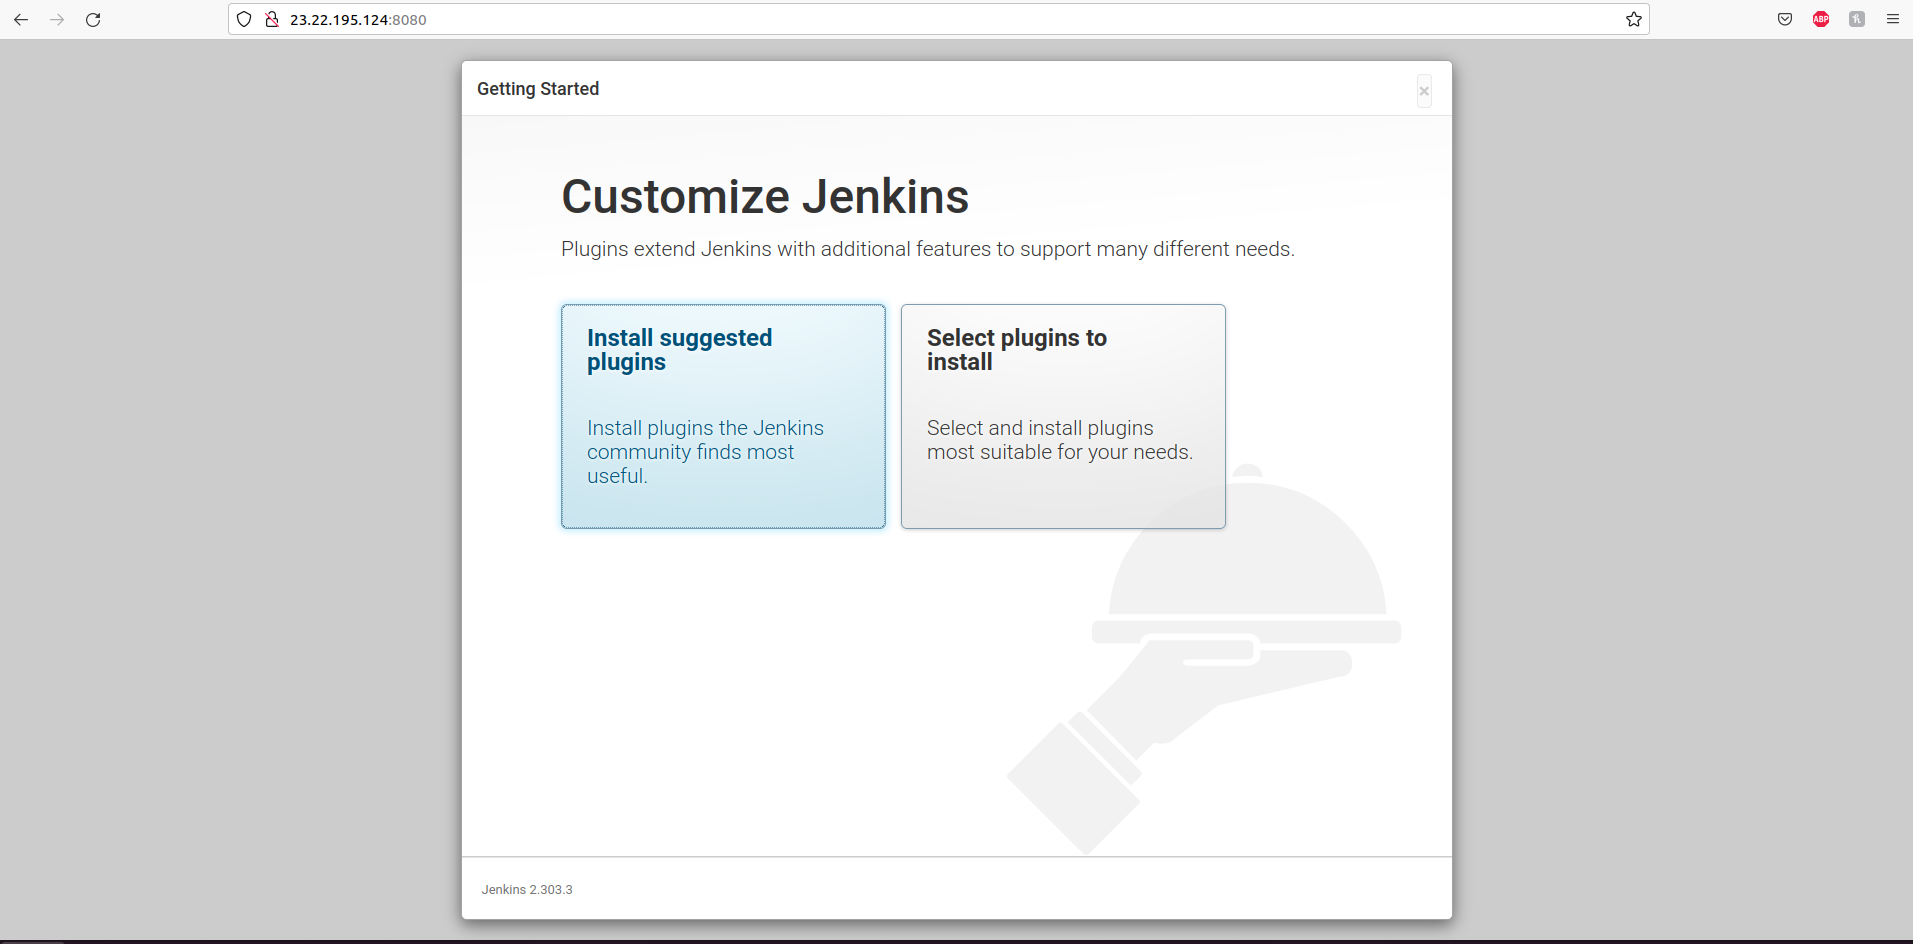 23.22.195.124:8080
ABP
Getting Started
×
Customize Jenkins
Plugins extend Jenkins with additional features to support many different needs.
Install suggested
plugins
Install plugins the Jenkins
community finds most
useful.
Select plugins to
install
Select and install plugins
most suitable for your needs.
Jenkins 2.303.3